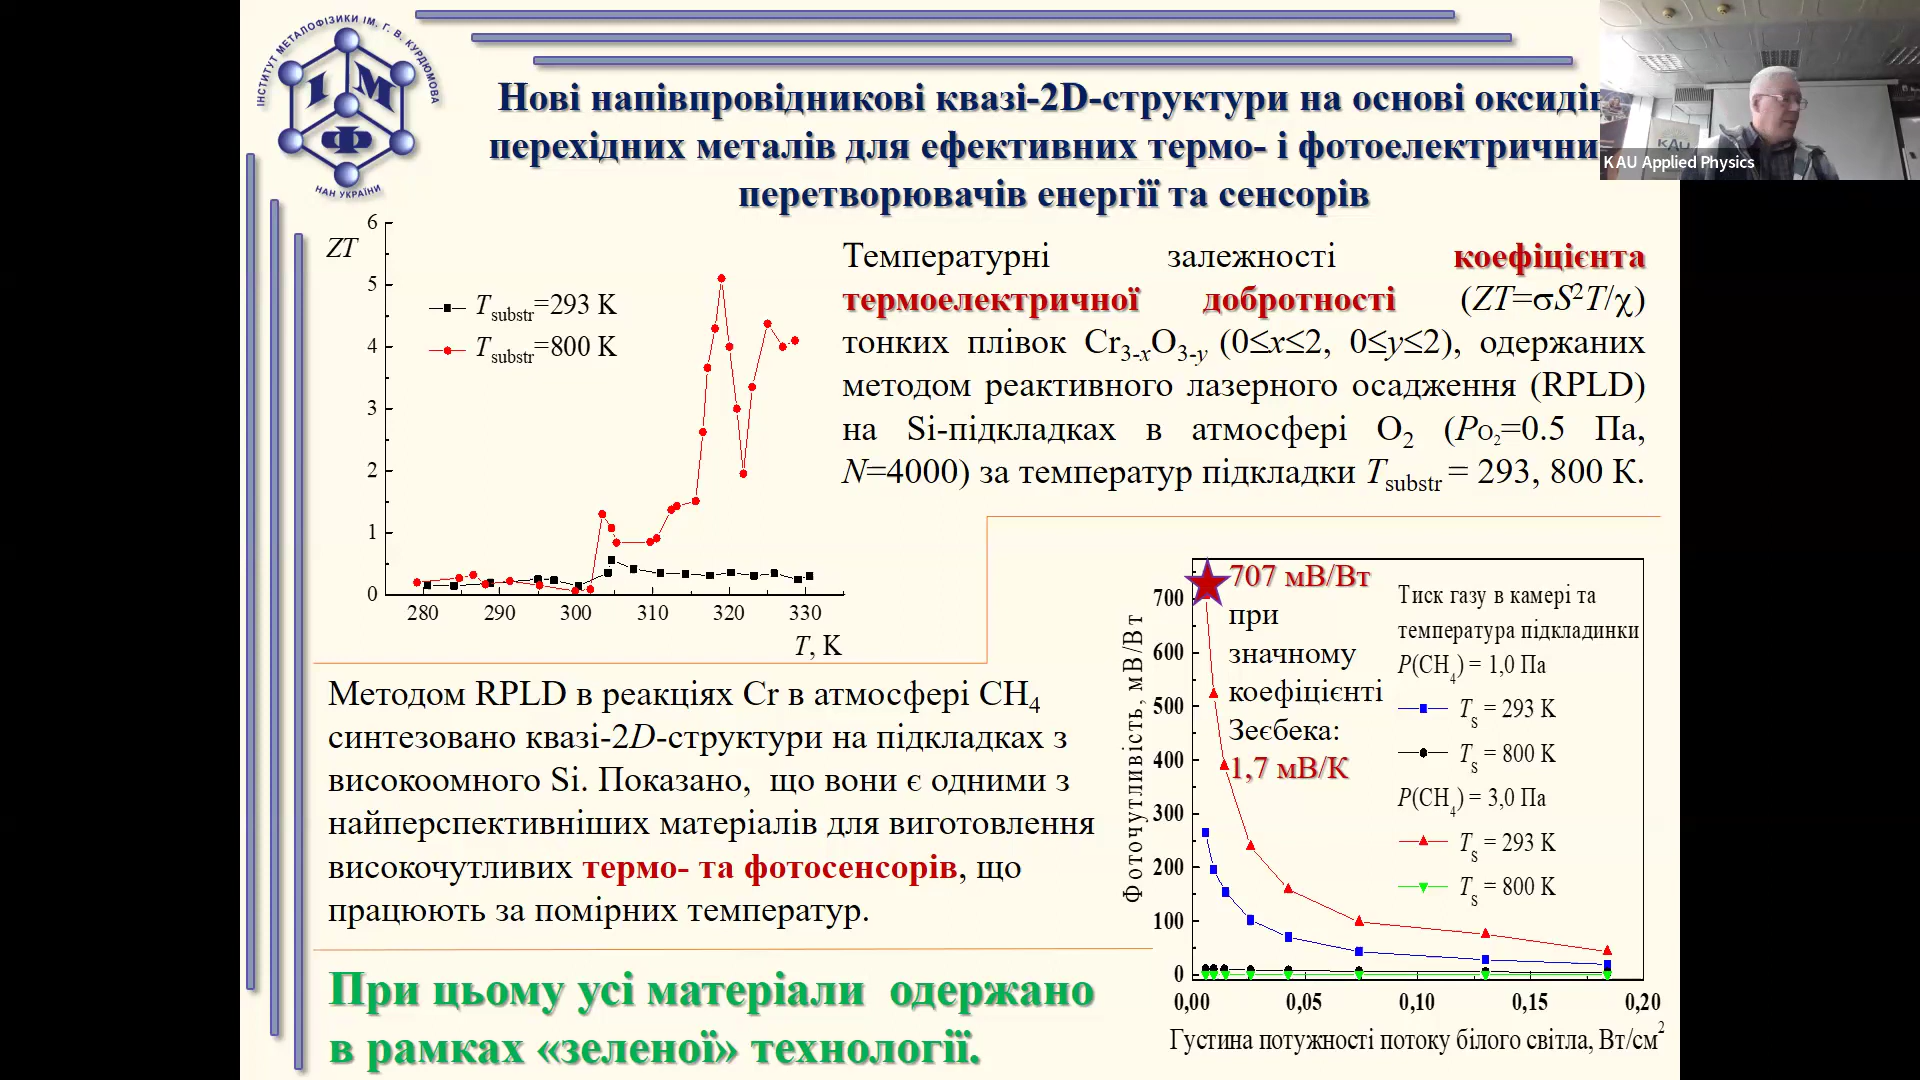 ІНСТИТУТ МЕТАЛОФІЗИКИ ІМ. Г. В. КУРДЮМОВА
І М
Ф
НАН УКРАЇНИ
Нові напівпровідникові квазі-2D-структури на основі оксидів
перехідних металів для ефективних термо- і фотоелектрични
перетворювачів енергії та сенсорів
KAU
KAU Applied Physics
ZT
6
5
4
3
2
1
0
T_substr=293 K
T_substr=800 K
280 290 300 310 320 330
T, K
Температурні залежності коефіцієнта
термоелектричної добротності (ZT=σS²T/χ)
тонких плівок Cr₃₋ₓO₃₋y (0≤x≤2, 0≤y≤2), одержаних
методом реактивного лазерного осадження (RPLD)
на Si-підкладках в атмосфері O₂ (P_O₂=0.5 Па,
N=4000) за температур підкладки T_substr = 293, 800 К.
Методом RPLD в реакціях Cr в атмосфері CH₄
синтезовано квазі-2D-структури на підкладках з
високоомного Si. Показано, що вони є одними з
найперспективніших матеріалів для виготовлення
високочутливих термо- та фотосенсорів, що
працюють за помірних температур.
При цьому усі матеріали одержано
в рамках «зеленої» технології.
Фоточутливість, мВ/Вт
700
600
500
400
300
200
100
0
707 мВ/Вт
при
значному
коефіцієнті
Зеєбека:
1,7 мВ/К
Тиск газу в камері та
температура підкладинки
P(CH₄) = 1,0 Па
Tₛ = 293 K
Tₛ = 800 K
P(CH₄) = 3,0 Па
Tₛ = 293 K
Tₛ = 800 K
0,00 0,05 0,10 0,15 0,20
Густина потужності потоку білого світла, Вт/см²